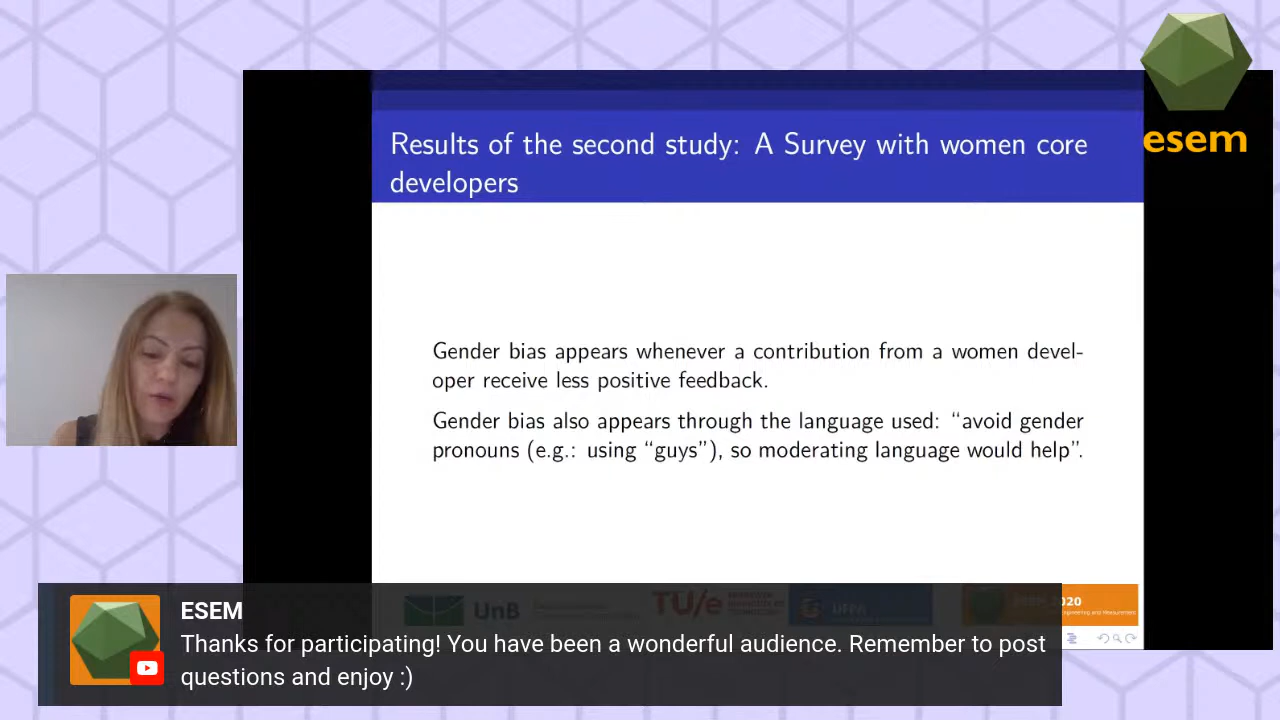 esem
Results of the second study: A Survey with women core
developers
Gender bias appears whenever a contribution from a women devel-
oper receive less positive feedback.
Gender bias also appears through the language used: “avoid gender
pronouns (e.g.: using “guys”), so moderating language would help”.
UnB
TU/e
UFPA
2020
ESEM
Thanks for participating! You have been a wonderful audience. Remember to post
questions and enjoy :)